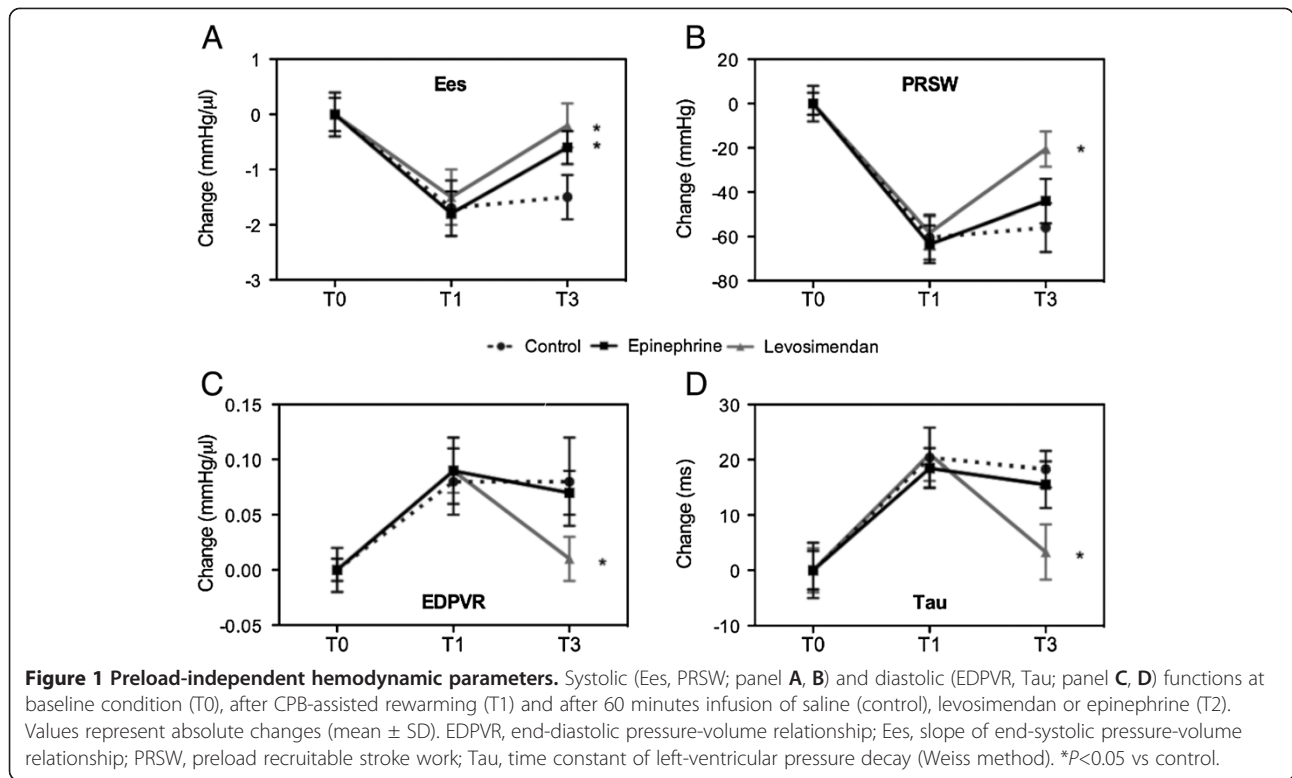 A
B
Ees
PRSW
Change (mmHg/µl)
1
0
-1
-2
-3
*
*
T0 T1 T3
Change (mmHg)
20
0
-20
-40
-60
-80
*
T0 T1 T3
Control Epinephrine Levosimendan
C
D
Change (mmHg/µl)
0.15
0.10
0.05
0.00
-0.05
*
EDPVR
T0 T1 T3
Change (ms)
30
20
10
0
-10
*
Tau
T0 T1 T3
Figure 1 Preload-independent hemodynamic parameters. Systolic (Ees, PRSW; panel A, B) and diastolic (EDPVR, Tau; panel C, D) functions at
baseline condition (T0), after CPB-assisted rewarming (T1) and after 60 minutes infusion of saline (control), levosimendan or epinephrine (T2).
Values represent absolute changes (mean ± SD). EDPVR, end-diastolic pressure-volume relationship; Ees, slope of end-systolic pressure-volume
relationship; PRSW, preload recruitable stroke work; Tau, time constant of left-ventricular pressure decay (Weiss method). *P<0.05 vs control.